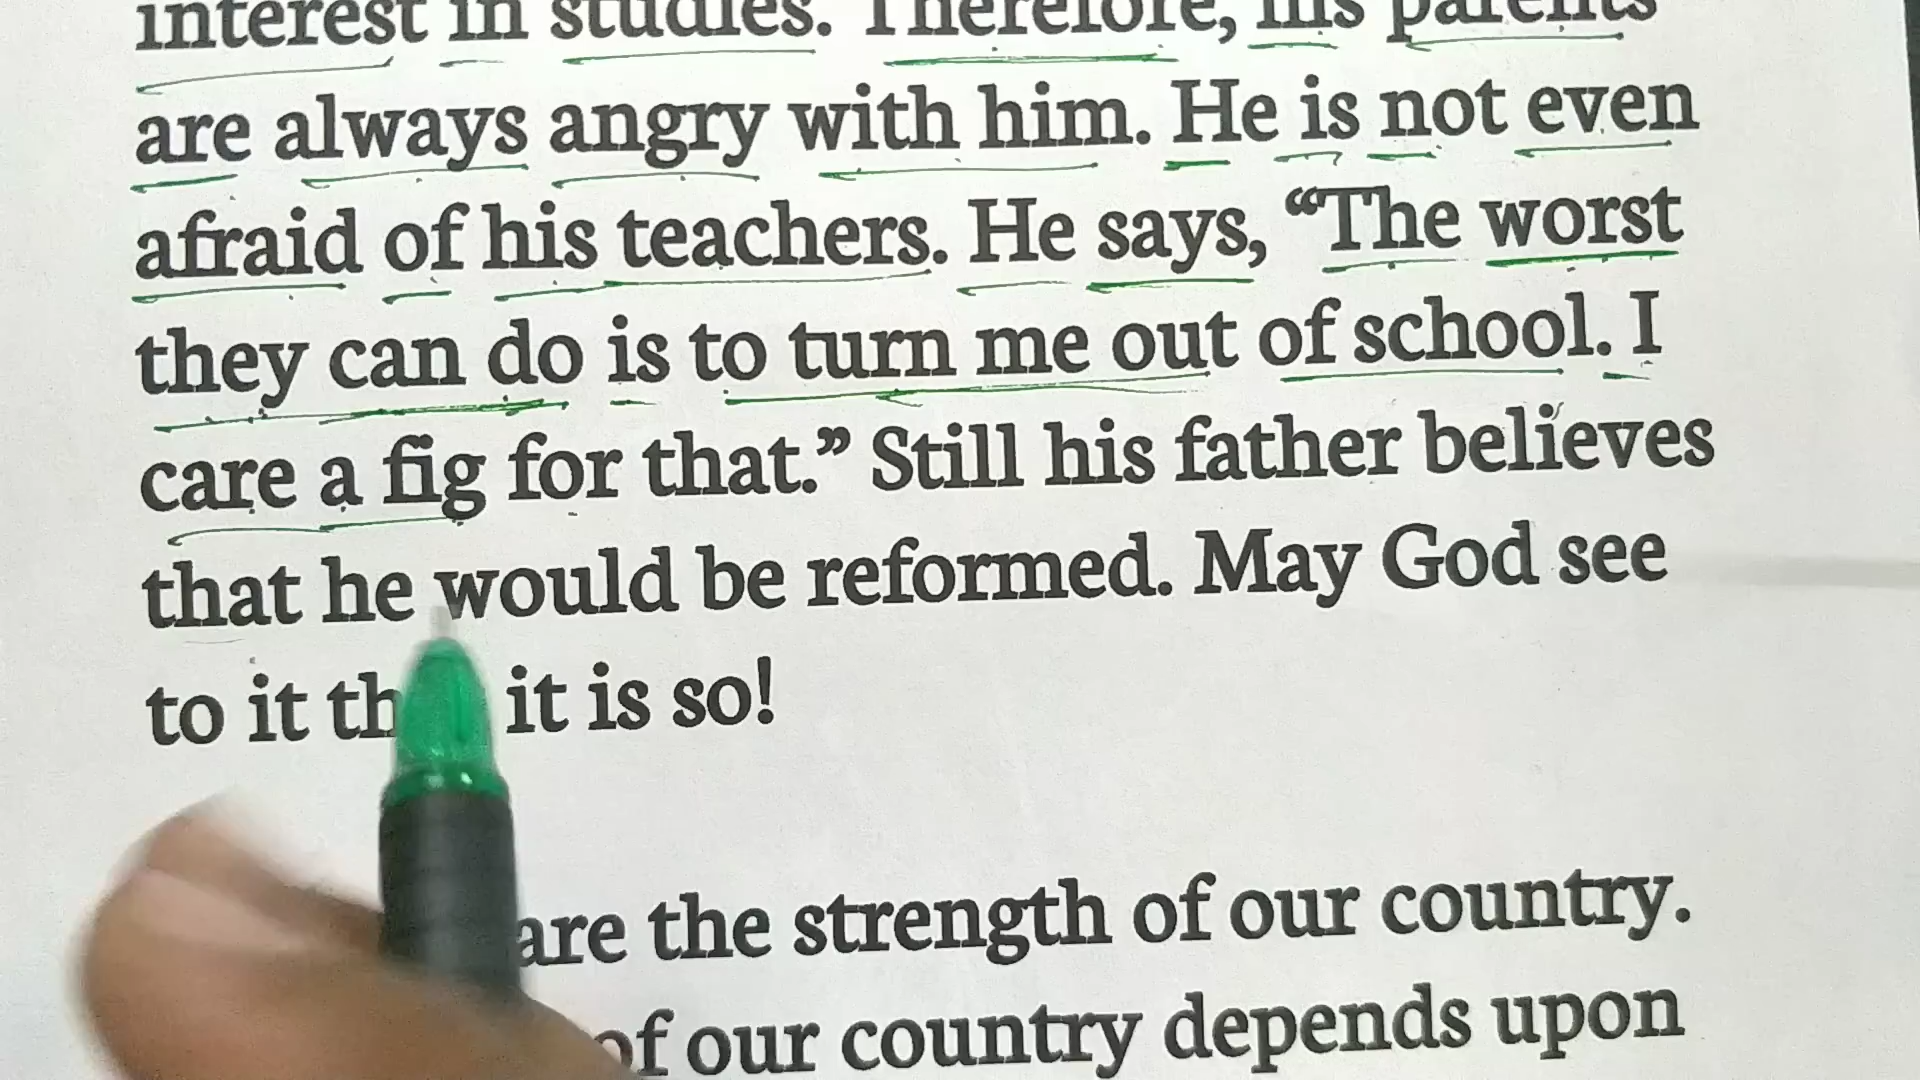 interest in studies. Therefore, his parents
are always angry with him. He is not even
afraid of his teachers. He says, “The worst
they can do is to turn me out of school. I
care a fig for that.” Still his father believes
that he would be reformed. May God see
to it it is so!
are the strength of our country.
of our country depends upon